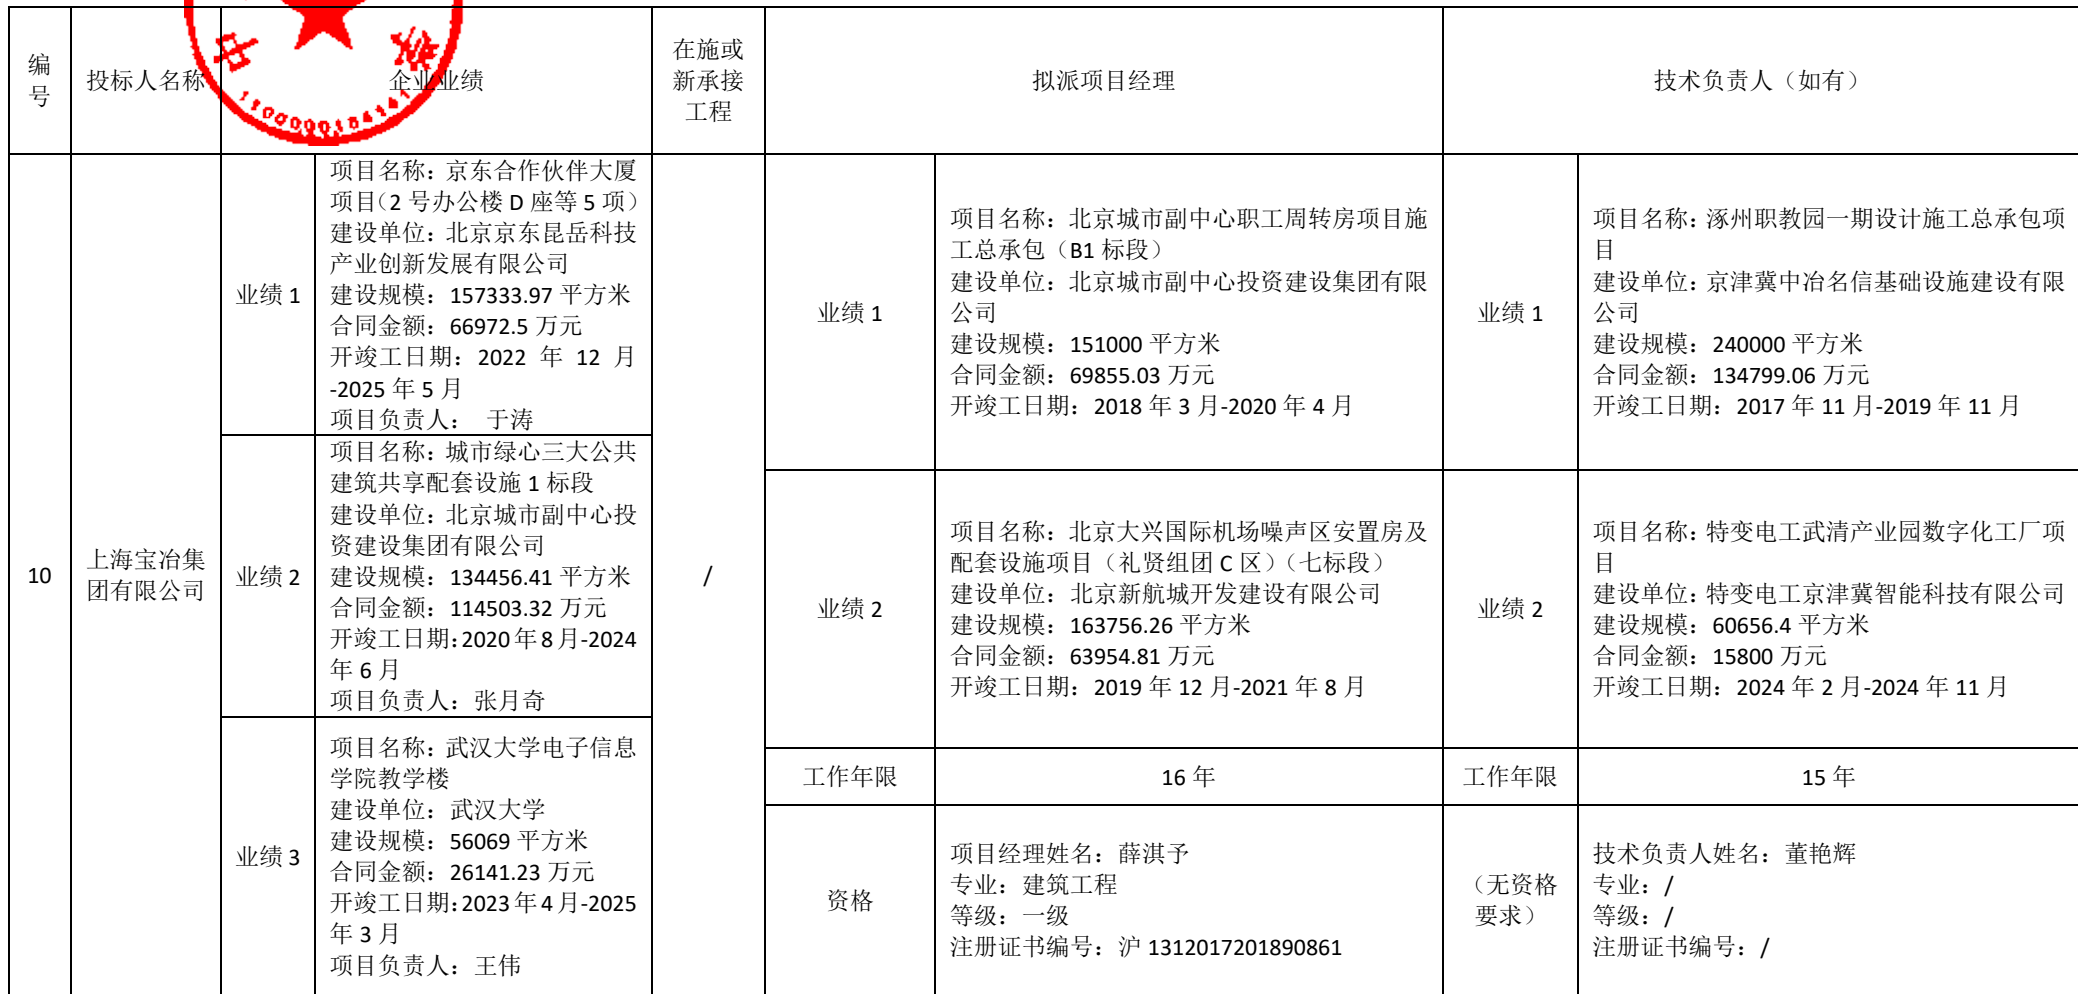 编
号
投标人名称
企业业绩
在施或
新承接
工程
拟派项目经理
技术负责人（如有）
10
上海宝冶集
团有限公司
业绩 1
项目名称：京东合作伙伴大厦
项目（2 号办公楼 D 座等 5 项）
建设单位：北京京东昆岳科技
产业创新发展有限公司
建设规模：157333.97 平方米
合同金额：66972.5 万元
开竣工日期：2022 年 12 月
-2025 年 5 月
项目负责人： 于涛
业绩 2
项目名称：城市绿心三大公共
建筑共享配套设施 1 标段
建设单位：北京城市副中心投
资建设集团有限公司
建设规模：134456.41 平方米
合同金额：114503.32 万元
开竣工日期：2020 年 8 月-2024
年 6 月
项目负责人：张月奇
业绩 3
项目名称：武汉大学电子信息
学院教学楼
建设单位：武汉大学
建设规模：56069 平方米
合同金额：26141.23 万元
开竣工日期：2023 年 4 月-2025
年 3 月
项目负责人：王伟
/
业绩 1
项目名称：北京城市副中心职工周转房项目施
工总承包（B1 标段）
建设单位：北京城市副中心投资建设集团有限
公司
建设规模：151000 平方米
合同金额：69855.03 万元
开竣工日期：2018 年 3 月-2020 年 4 月
业绩 2
项目名称：北京大兴国际机场噪声区安置房及
配套设施项目（礼贤组团 C 区）（七标段）
建设单位：北京新航城开发建设有限公司
建设规模：163756.26 平方米
合同金额：63954.81 万元
开竣工日期：2019 年 12 月-2021 年 8 月
工作年限
16 年
资格
项目经理姓名：薛淇予
专业：建筑工程
等级：一级
注册证书编号：沪 1312017201890861
业绩 1
项目名称：涿州职教园一期设计施工总承包项
目
建设单位：京津冀中冶名信基础设施建设有限
公司
建设规模：240000 平方米
合同金额：134799.06 万元
开竣工日期：2017 年 11 月-2019 年 11 月
业绩 2
项目名称：特变电工武清产业园数字化工厂项
目
建设单位：特变电工京津冀智能科技有限公司
建设规模：60656.4 平方米
合同金额：15800 万元
开竣工日期：2024 年 2 月-2024 年 11 月
工作年限
15 年
（无资格
要求）
技术负责人姓名：董艳辉
专业：/
等级：/
注册证书编号：/